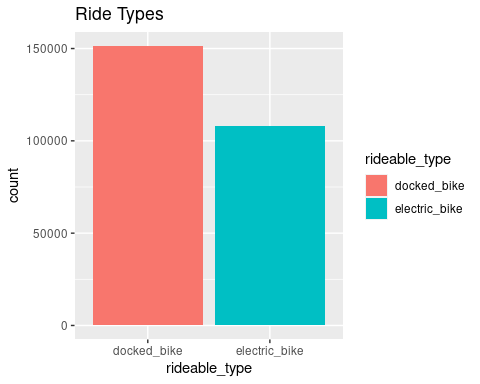 Ride Types
150000
100000
50000
0
count
docked_bike
electric_bike
rideable_type
rideable_type
docked_bike
electric_bike